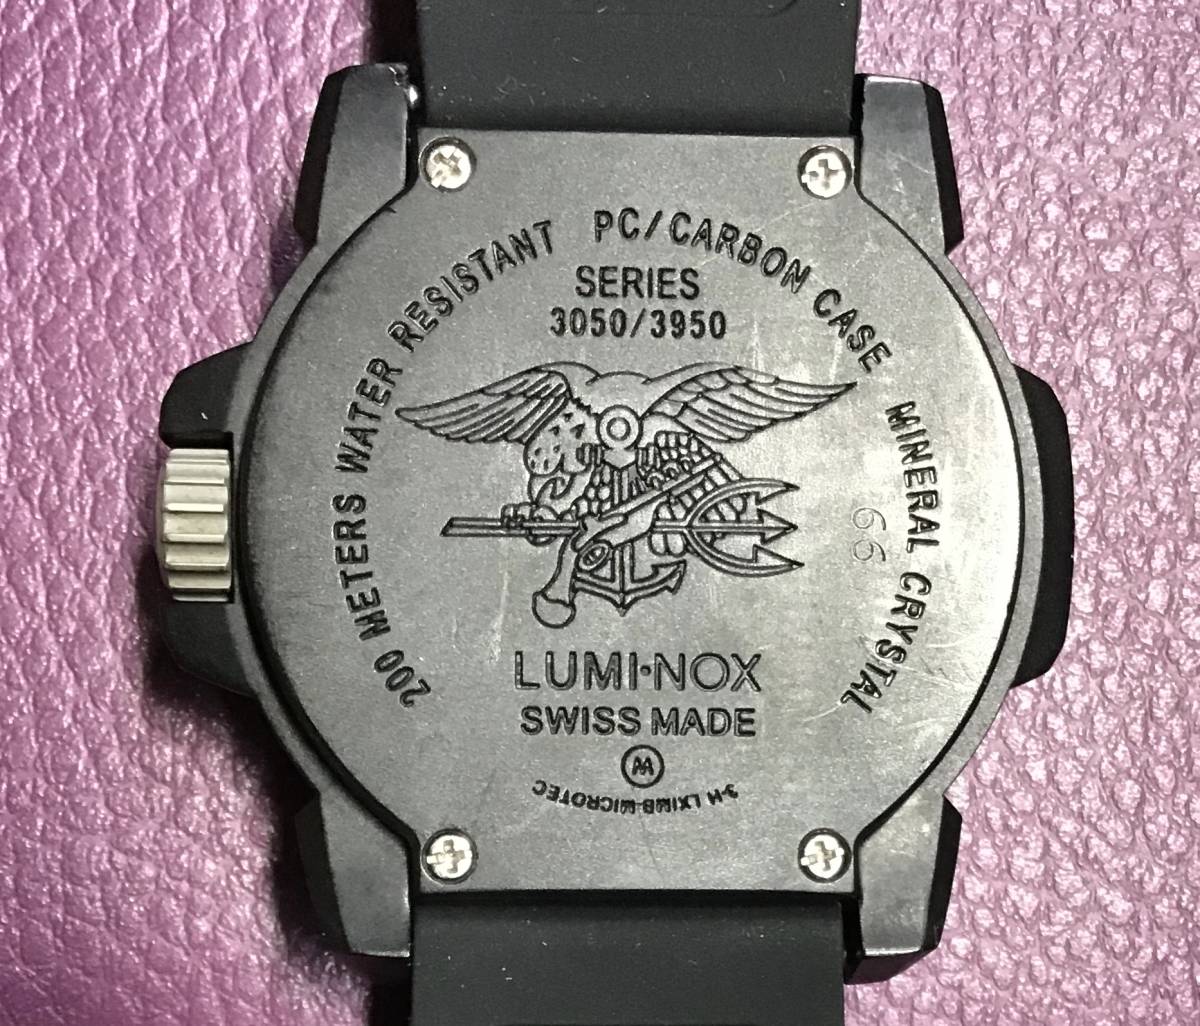 200 METERS WATER RESISTANT PC/CARBON CASE MINERAL CRYSTAL
SERIES
3050/3950
66
LUMI·NOX
SWISS MADE
3-H LXIMB-MICROTEC